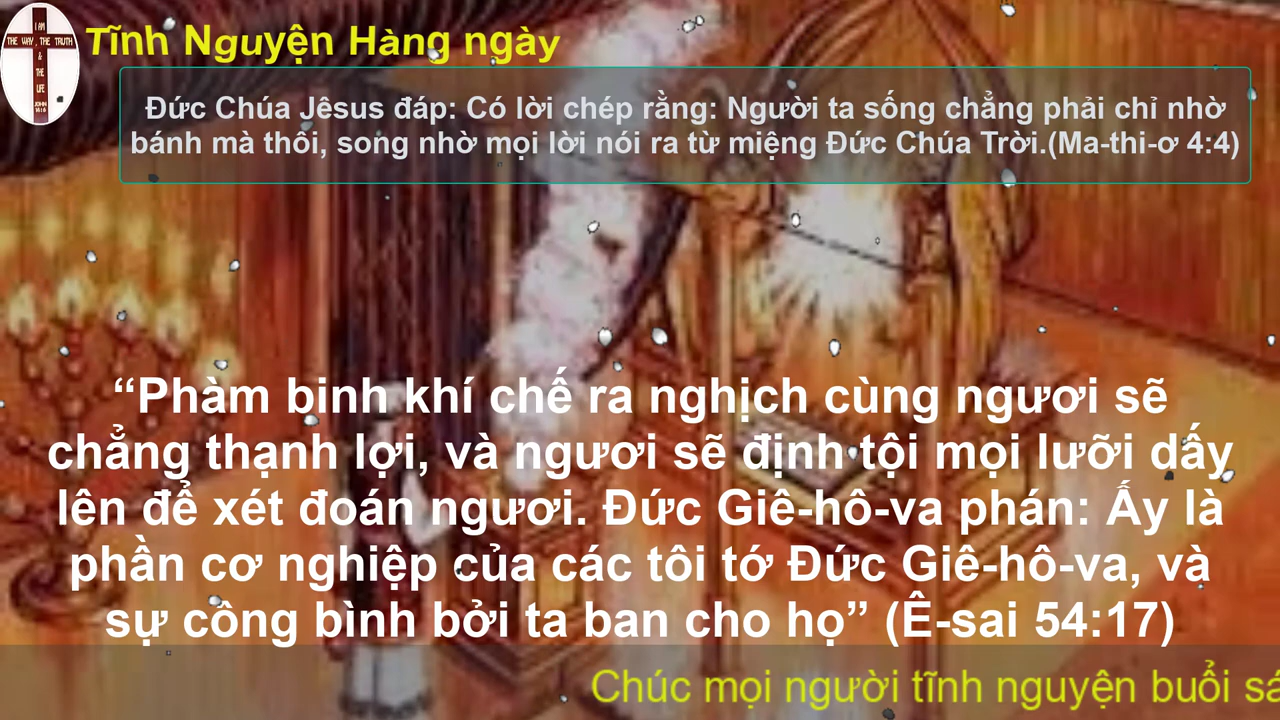 I AM
THE WAY, THE TRUTH
&
THE
LIFE
JOHN
Tĩnh Nguyện Hàng ngày
Đức Chúa Jêsus đáp: Có lời chép rằng: Người ta sống chẳng phải chỉ nhờ
bánh mà thôi, song nhờ mọi lời nói ra từ miệng Đức Chúa Trời.(Ma-thi-ơ 4:4)
“Phàm binh khí chế ra nghịch cùng ngươi sẽ
chẳng thạnh lợi, và ngươi sẽ định tội mọi lưỡi dấy
lên để xét đoán ngươi. Đức Giê-hô-va phán: Ấy là
phần cơ nghiệp của các tôi tớ Đức Giê-hô-va, và
sự công bình bởi ta ban cho họ” (Ê-sai 54:17)
Chúc mọi người tĩnh nguyện buổi sá